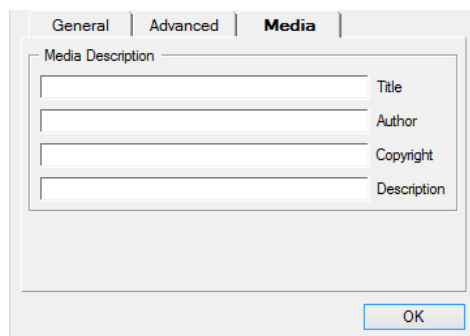 General Advanced Media
Media Description
Title
Author
Copyright
Description
OK